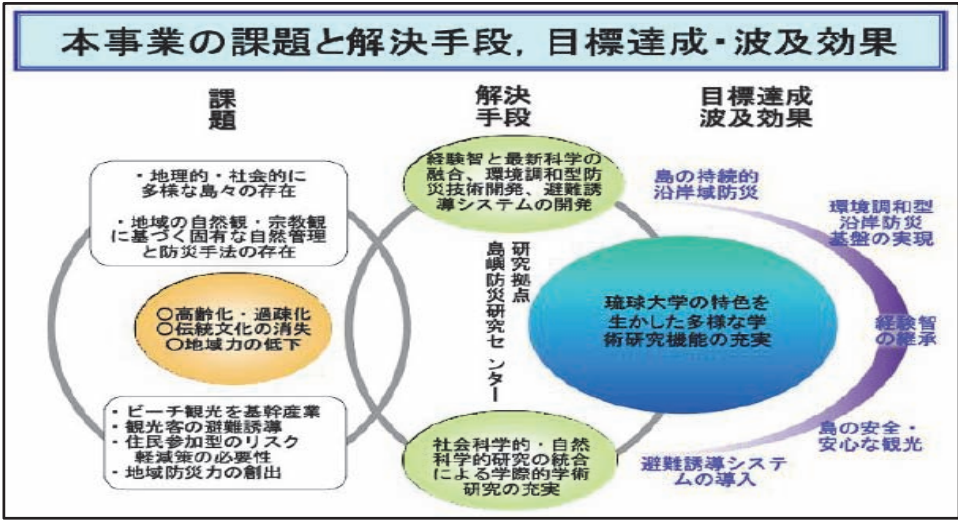 本事業の課題と解決手段，目標達成・波及効果
課
題
・地理的・社会的に
多様な島々の存在
・地域の自然観・宗教観
に基づく固有な自然管理
と防災手法の存在
○高齢化・過疎化
○伝統文化の消失
○地域力の低下
・ビーチ観光を基幹産業
・観光客の避難誘導
・住民参加型のリスク
軽減策の必要性
・地域防災力の創出
解決
手段
経験智と最新科学の
融合、環境調和型防
災技術開発、避難誘
導システムの開発
研究拠点
島嶼防災研究センター
社会科学的・自然
科学的研究の統合
による学際的学術
研究の充実
目標達成
波及効果
琉球大学の特色を
生かした多様な学
術研究機能の充実
島の持続的
沿岸域防災
環境調和型
沿岸防災
基盤の実現
経験智
の継承
島の安全・
安心な観光
避難誘導システ
ムの導入